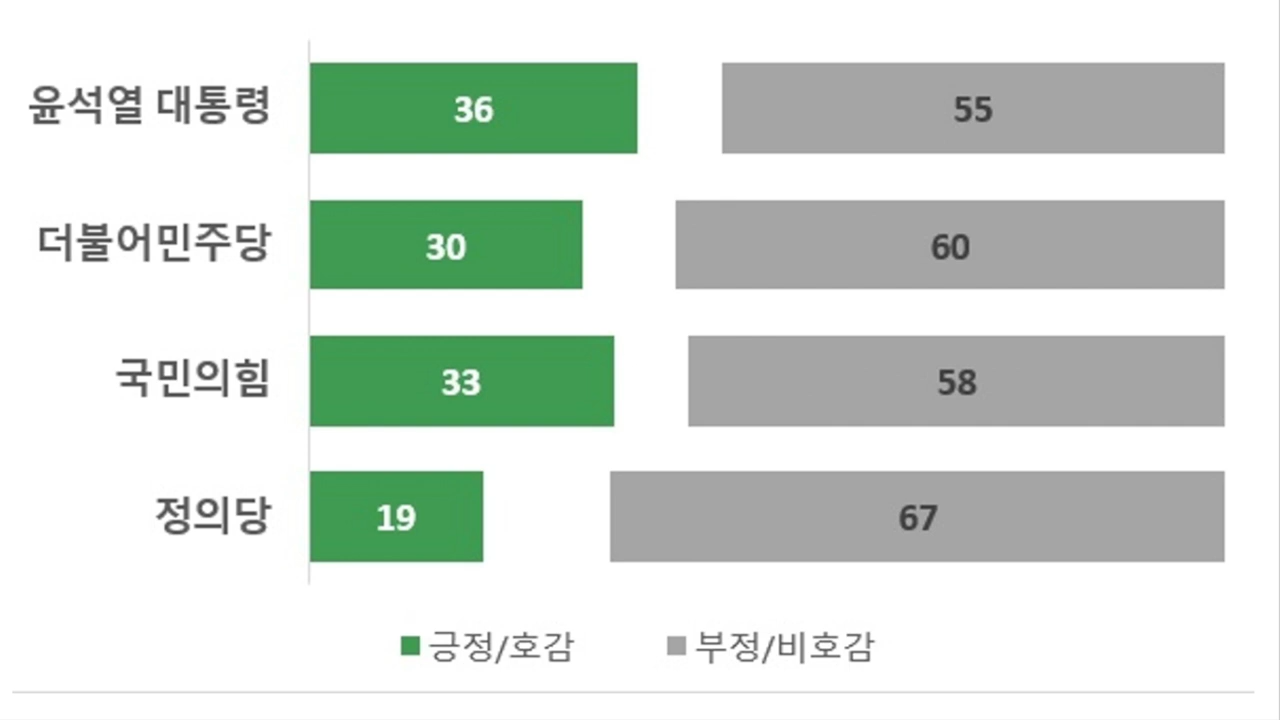 윤석열 대통령 36 55
더불어민주당 30 60
국민의힘 33 58
정의당 19 67
긍정/호감 부정/비호감